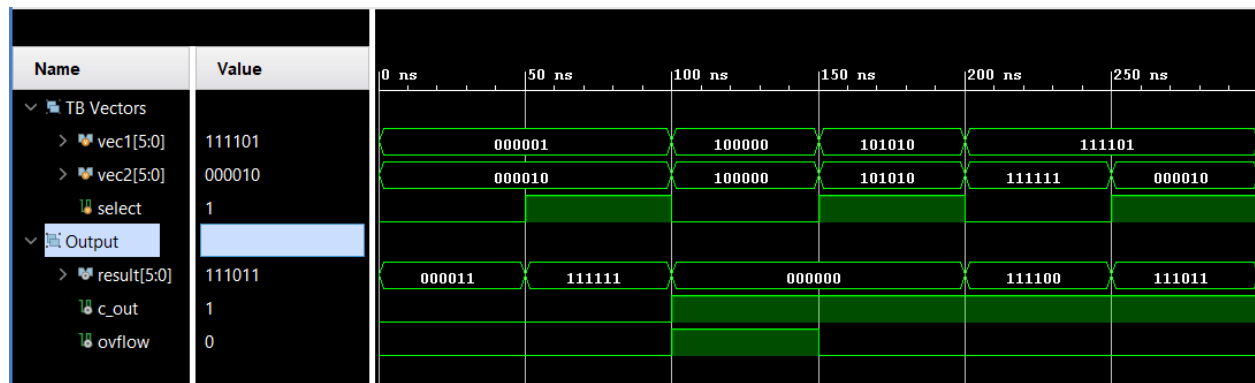 Name Value 0 ns 50 ns 100 ns 150 ns 200 ns 250 ns
TB Vectors
vec1[5:0] 111101 000001 100000 101010 111101
vec2[5:0] 000010 000010 100000 101010 111111 000010
select 1
Output
result[5:0] 111011 000011 111111 000000 111100 111011
c_out 1
ovflow 0